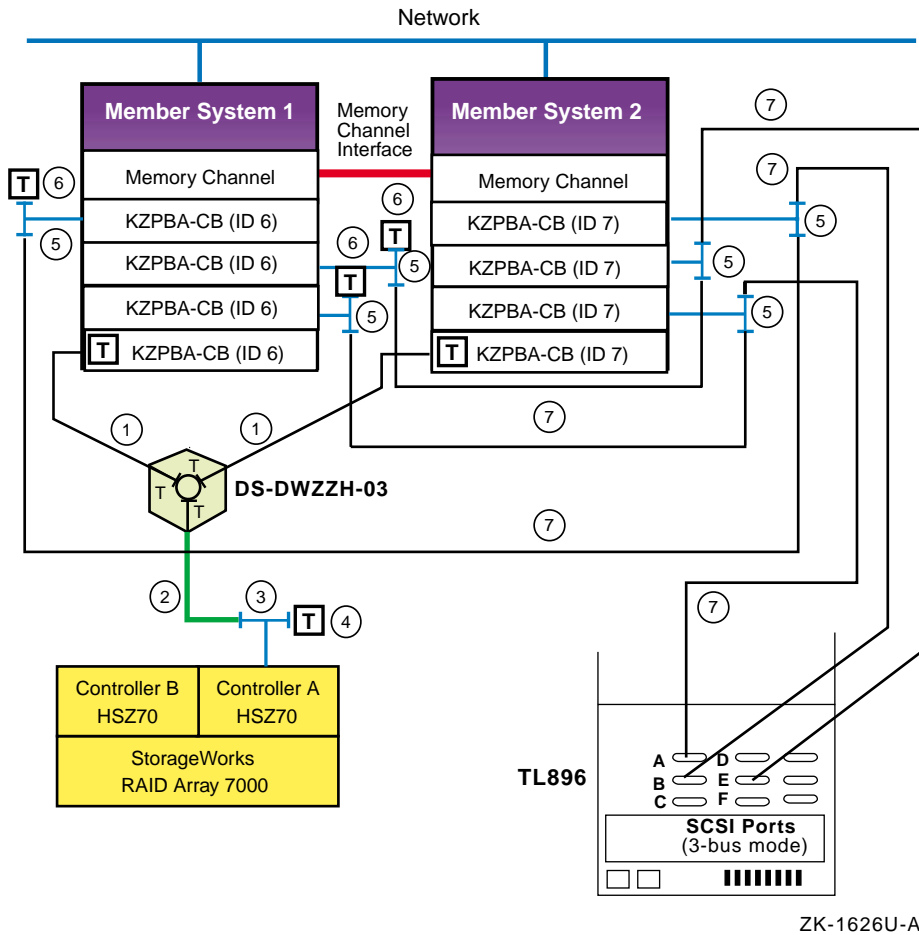 Network
Member System 1
Memory
Channel
Interface
Member System 2
7
7
T
6
Memory Channel
Memory Channel
6
KZPBA-CB (ID 6)
KZPBA-CB (ID 7)
5
5
6
T
KZPBA-CB (ID 6)
5
KZPBA-CB (ID 7)
5
T
KZPBA-CB (ID 6)
5
KZPBA-CB (ID 7)
5
T
KZPBA-CB (ID 6)
T
KZPBA-CB (ID 7)
1
1
7
T
T
T
DS-DWZZH-03
7
2
3
T
4
7
Controller B
HSZ70
Controller A
HSZ70
StorageWorks
RAID Array 7000
TL896
A
D
B
E
C
F
SCSI Ports
(3-bus mode)
ZK-1626U-A